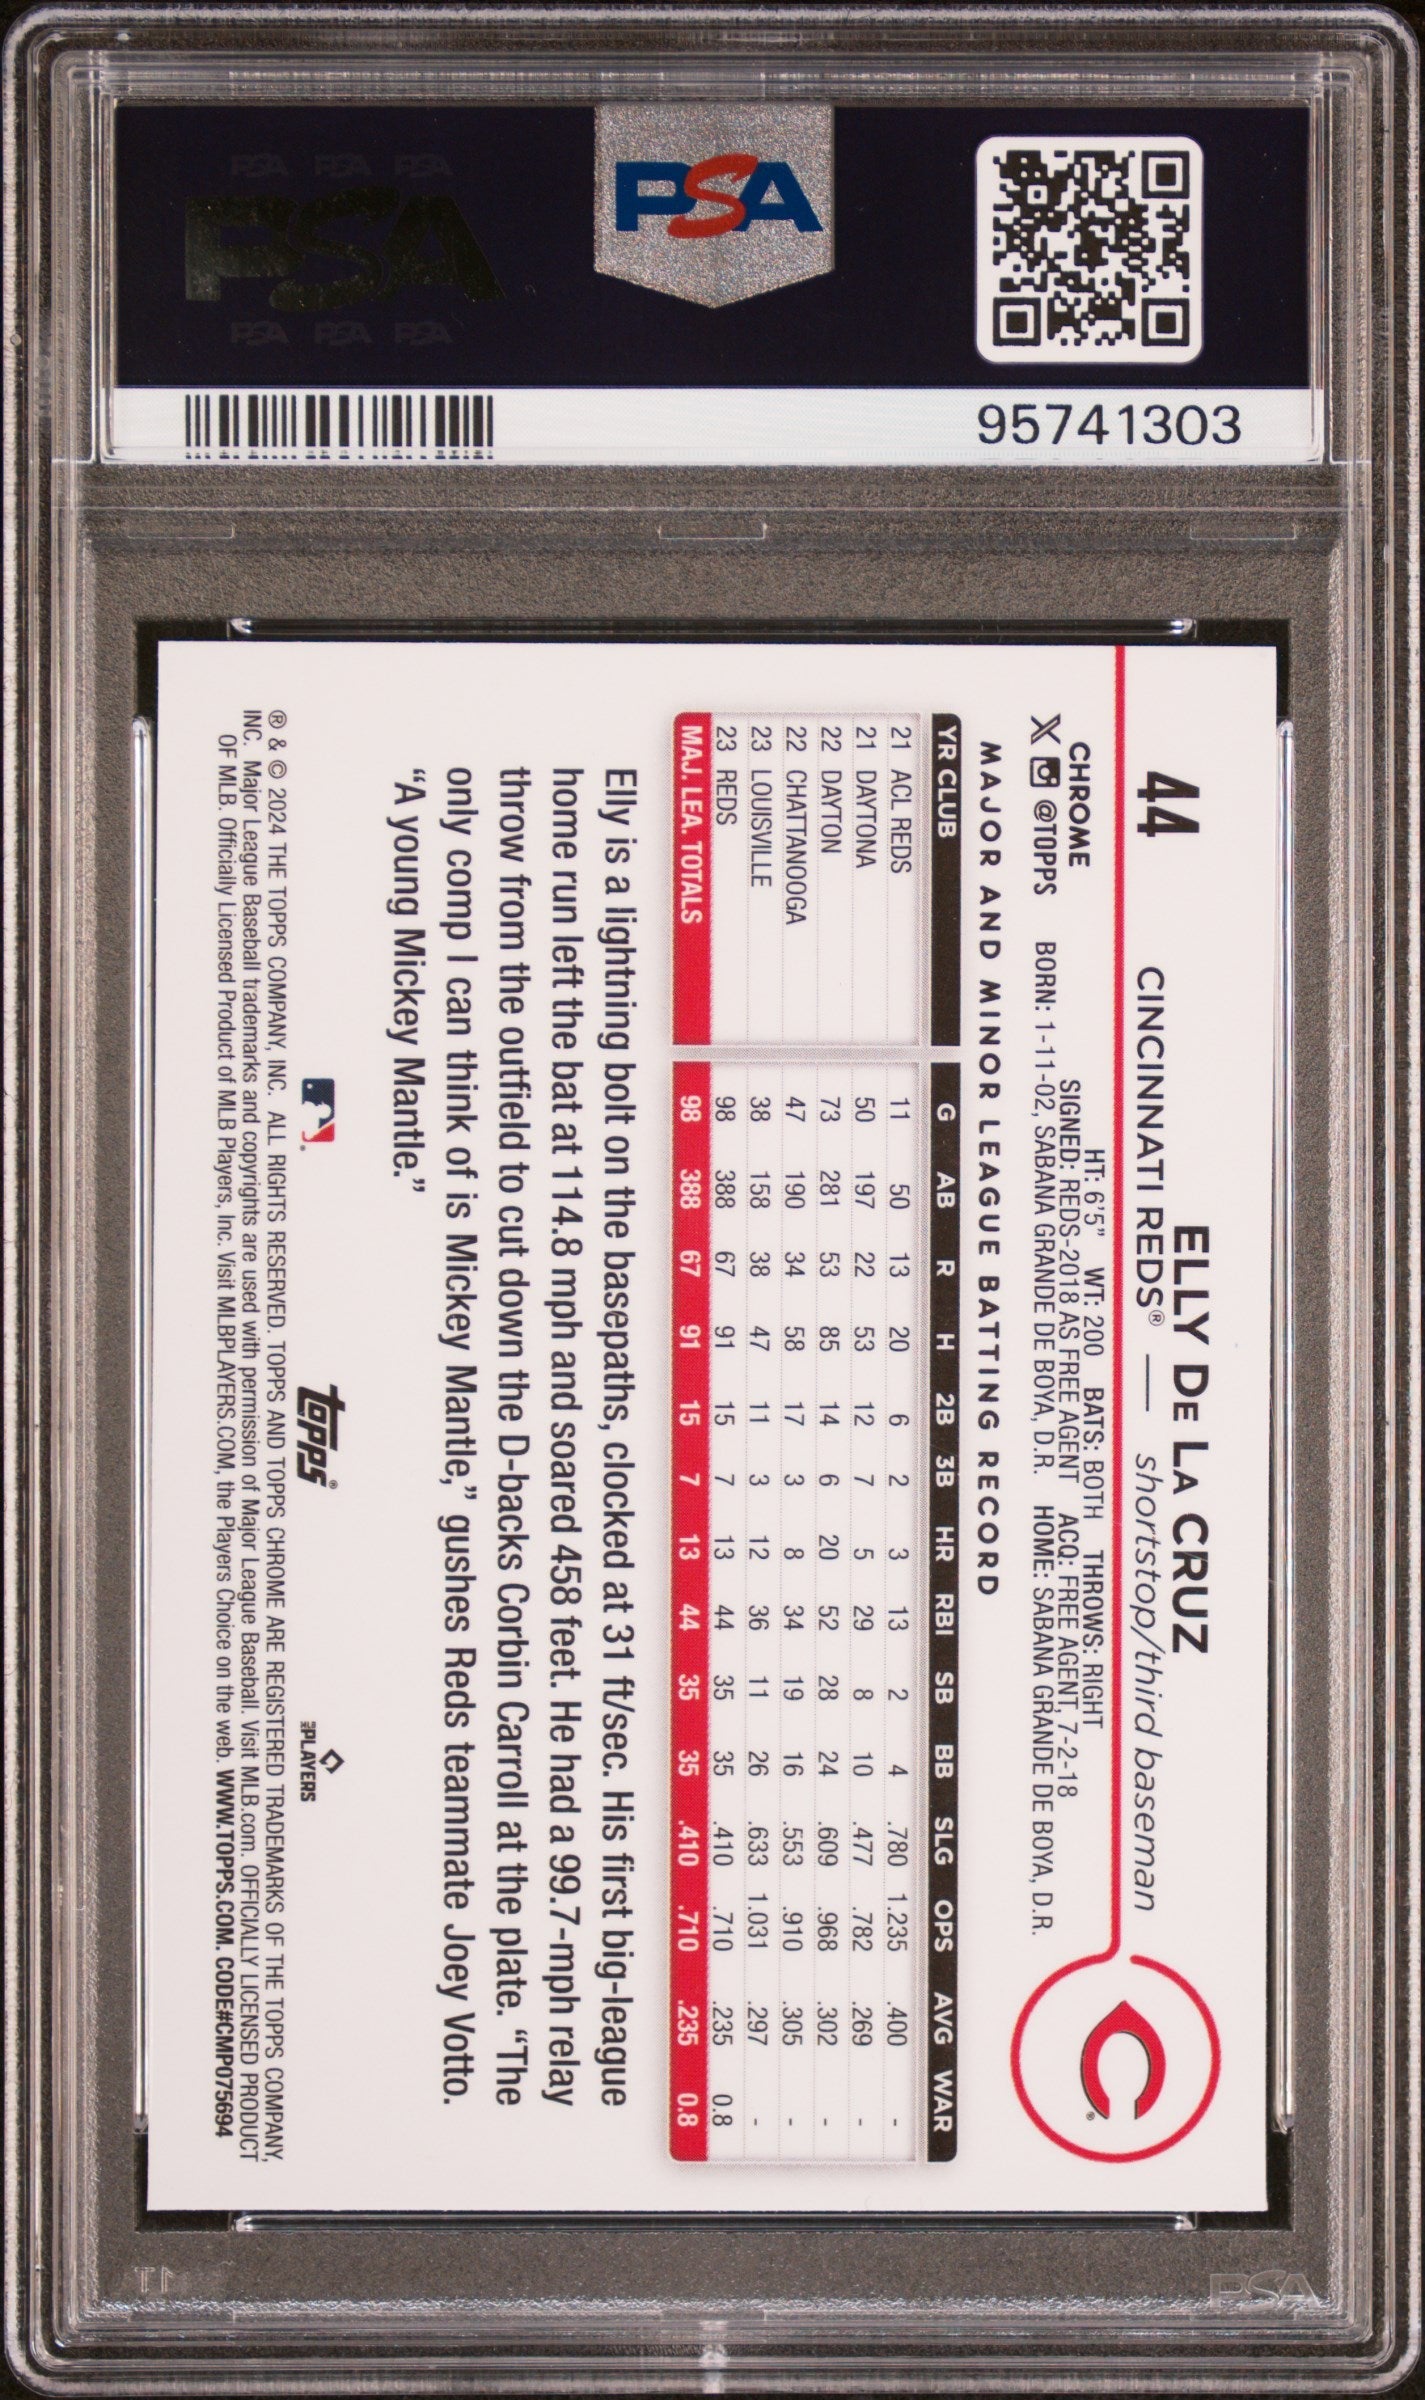 PSA PSA PSA
PSA
PSA PSA PSA
PSA
95741303
44
ELLY DE LA CRUZ
CINCINNATI REDS® — shortstop/third baseman
CHROME
HT: 6'5" WT: 200 BATS: BOTH THROWS: RIGHT
SIGNED: REDS-2018 AS FREE AGENT ACQ: FREE AGENT, 7-2-18
@TOPPS BORN: 1-11-02, SABANA GRANDE DE BOYA, D.R. HOME: SABANA GRANDE DE BOYA, D.R.
MAJOR AND MINOR LEAGUE BATTING RECORD
YR CLUB G AB R H 2B 3B HR RBI SB BB SLG OPS AVG WAR
21 ACL REDS 11 50 13 20 6 2 3 13 2 4 .780 1.235 .400 -
21 DAYTONA 50 197 22 53 12 7 5 29 8 10 .477 .782 .269 -
22 DAYTON 73 281 53 85 14 6 20 52 28 24 .609 .968 .302 -
22 CHATTANOOGA 47 190 34 58 17 3 8 34 19 16 .553 .910 .305 -
23 LOUISVILLE 38 158 38 47 11 3 12 36 11 26 .633 1.031 .297 -
23 REDS 98 388 67 91 15 7 13 44 35 35 .410 .710 .235 0.8
MAJ. LEA. TOTALS 98 388 67 91 15 7 13 44 35 35 .410 .710 .235 0.8
Elly is a lightning bolt on the basepaths, clocked at 31 ft/sec. His first big-league
home run left the bat at 114.8 mph and soared 458 feet. He had a 99.7-mph relay
throw from the outfield to cut down the D-backs Corbin Carroll at the plate. “The
only comp I can think of is Mickey Mantle,” gushes Reds teammate Joey Votto.
“A young Mickey Mantle.”
topps®
MLB PLAYERS
® & © 2024 THE TOPPS COMPANY, INC. ALL RIGHTS RESERVED. TOPPS AND TOPPS CHROME ARE REGISTERED TRADEMARKS OF THE TOPPS COMPANY,
INC. Major League Baseball trademarks and copyrights are used with permission of Major League Baseball. Visit MLB.com. OFFICIALLY LICENSED PRODUCT
OF MLB. Officially Licensed Product of MLB Players, Inc. Visit MLBPLAYERS.COM, the Players Choice on the web. WWW.TOPPS.COM. CODE#CMP075694
PSA